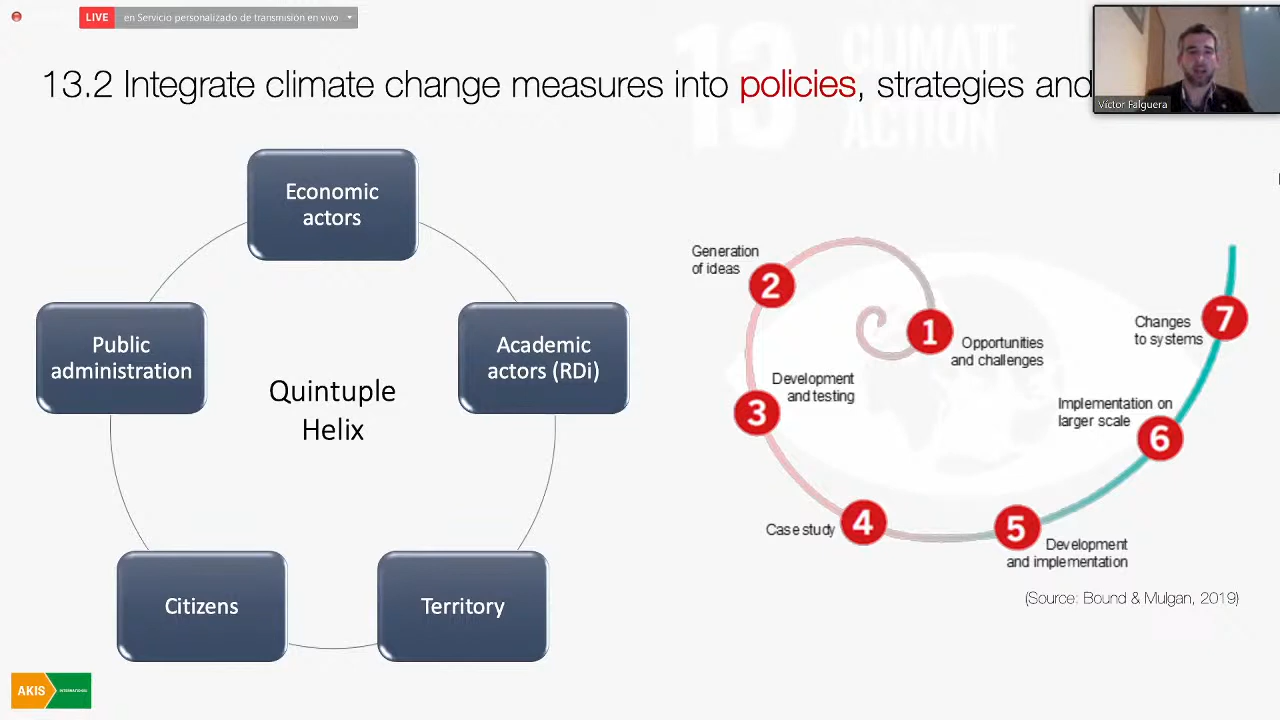 LIVE
en Servicio personalizado de transmisión en vivo
13 CLIMATE
ACTION
13.2 Integrate climate change measures into policies, strategies and
Víctor Falguera
Economic
actors
Public
administration
Academic
actors (RDi)
Quintuple
Helix
Citizens
Territory
Generation
of ideas
2
1
Opportunities
and challenges
Development
and testing
3
Case study
4
5
Development
and implementation
Implementation on
larger scale
6
Changes
to systems
7
(Source: Bound & Mulgan, 2019)
AKIS
INTERNATIONAL